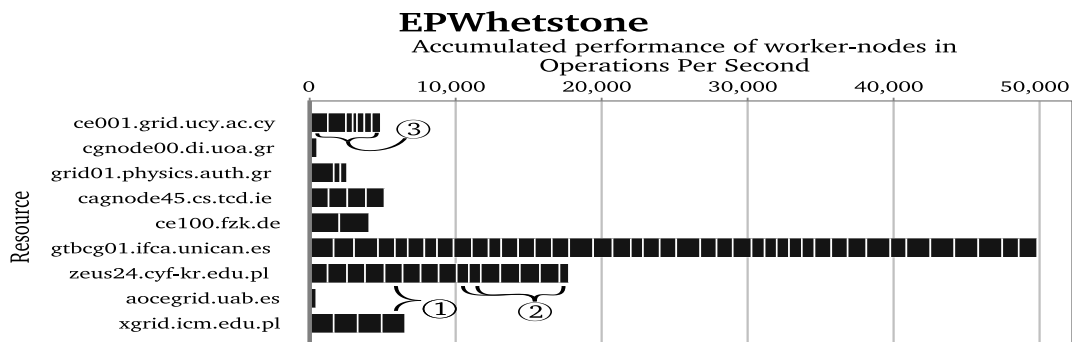 EPWhetstone
Accumulated performance of worker-nodes in
Operations Per Second
0 10,000 20,000 30,000 40,000 50,000
Resource
ce001.grid.ucy.ac.cy
3
cgnode00.di.uoa.gr
grid01.physics.auth.gr
cagnode45.cs.tcd.ie
ce100.fzk.de
gtbcg01.ifca.unican.es
zeus24.cyf-kr.edu.pl
aocegrid.uab.es
1 2
xgrid.icm.edu.pl